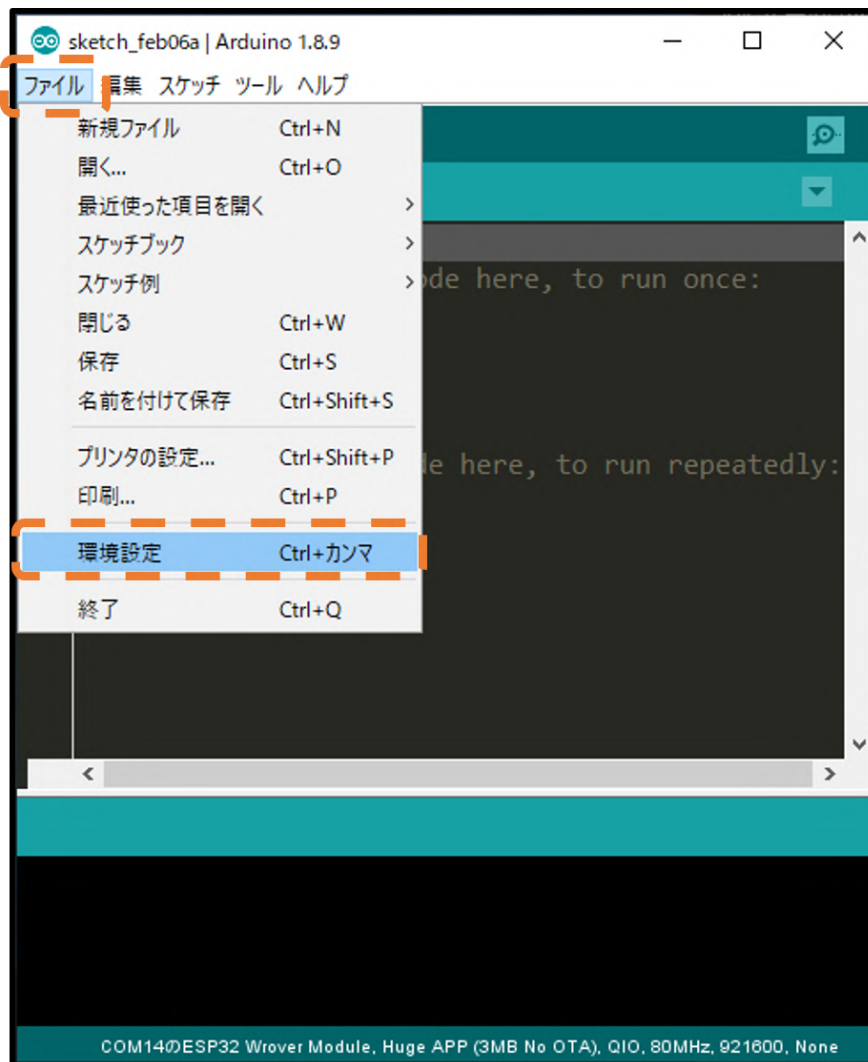 sketch_feb06a | Arduino 1.8.9
ファイル 編集 スケッチ ツール ヘルプ
新規ファイル Ctrl+N
開く... Ctrl+O
最近使った項目を開く
スケッチブック
スケッチ例
閉じる Ctrl+W
保存 Ctrl+S
名前を付けて保存 Ctrl+Shift+S
プリンタの設定... Ctrl+Shift+P
印刷... Ctrl+P
環境設定 Ctrl+カンマ
終了 Ctrl+Q
ode here, to run once:
de here, to run repeatedly:
COM14のESP32 Wrover Module, Huge APP (3MB No OTA), QIO, 80MHz, 921600, None